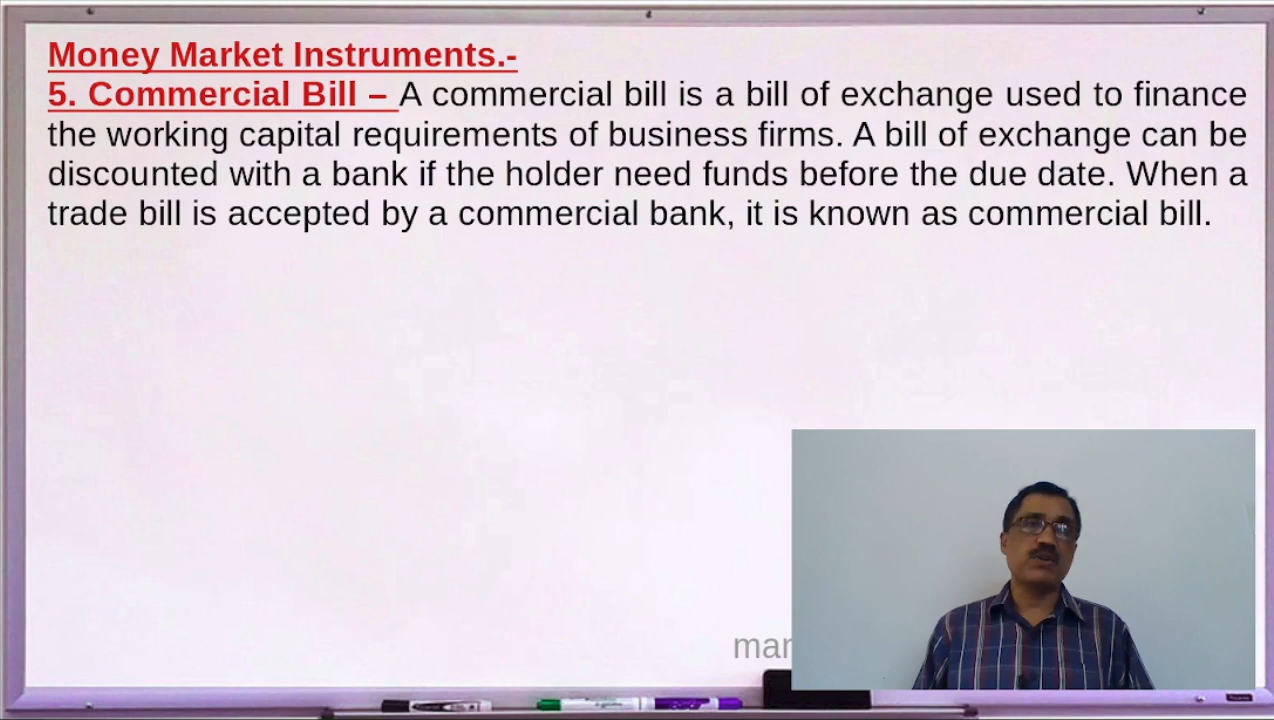 Money Market Instruments.-
5. Commercial Bill – A commercial bill is a bill of exchange used to finance
the working capital requirements of business firms. A bill of exchange can be
discounted with a bank if the holder need funds before the due date. When a
trade bill is accepted by a commercial bank, it is known as commercial bill.